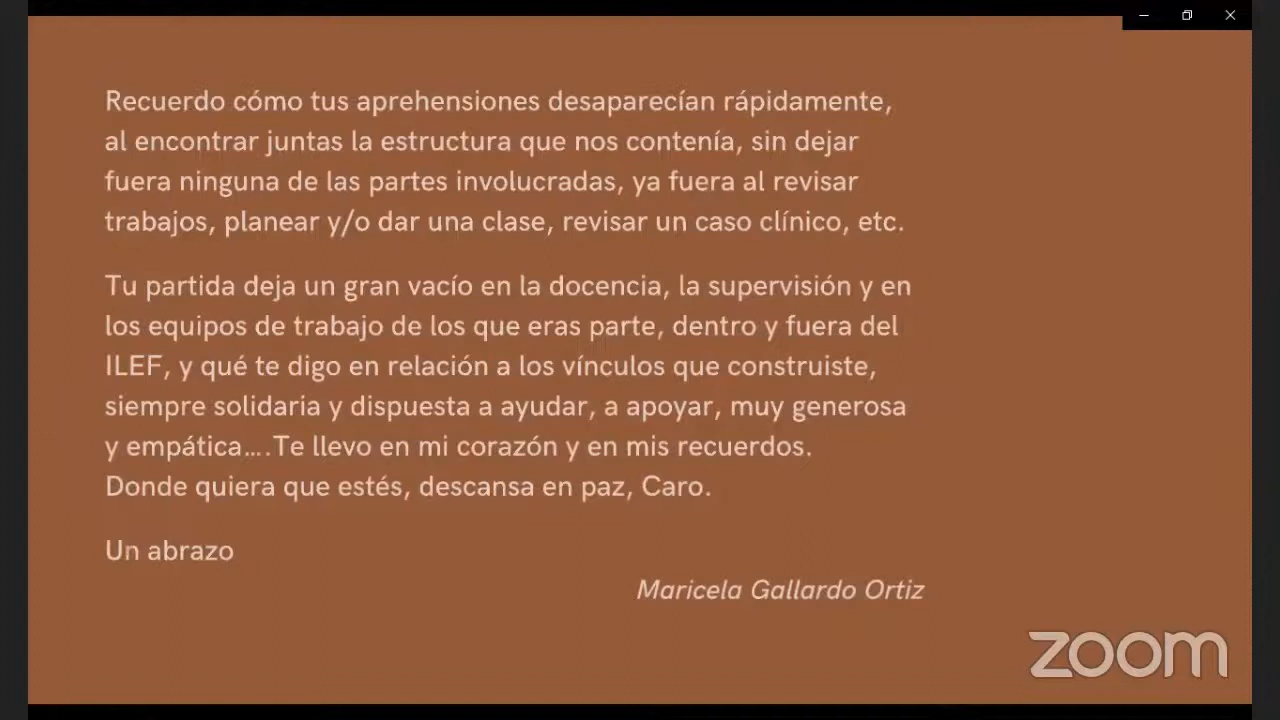 Recuerdo cómo tus aprehensiones desaparecían rápidamente,
al encontrar juntas la estructura que nos contenía, sin dejar
fuera ninguna de las partes involucradas, ya fuera al revisar
trabajos, planear y/o dar una clase, revisar un caso clínico, etc.
Tu partida deja un gran vacío en la docencia, la supervisión y en
los equipos de trabajo de los que eras parte, dentro y fuera del
ILEF, y qué te digo en relación a los vínculos que construiste,
siempre solidaria y dispuesta a ayudar, a apoyar, muy generosa
y empática....Te llevo en mi corazón y en mis recuerdos.
Donde quiera que estés, descansa en paz, Caro.
Un abrazo
Maricela Gallardo Ortiz
zoom